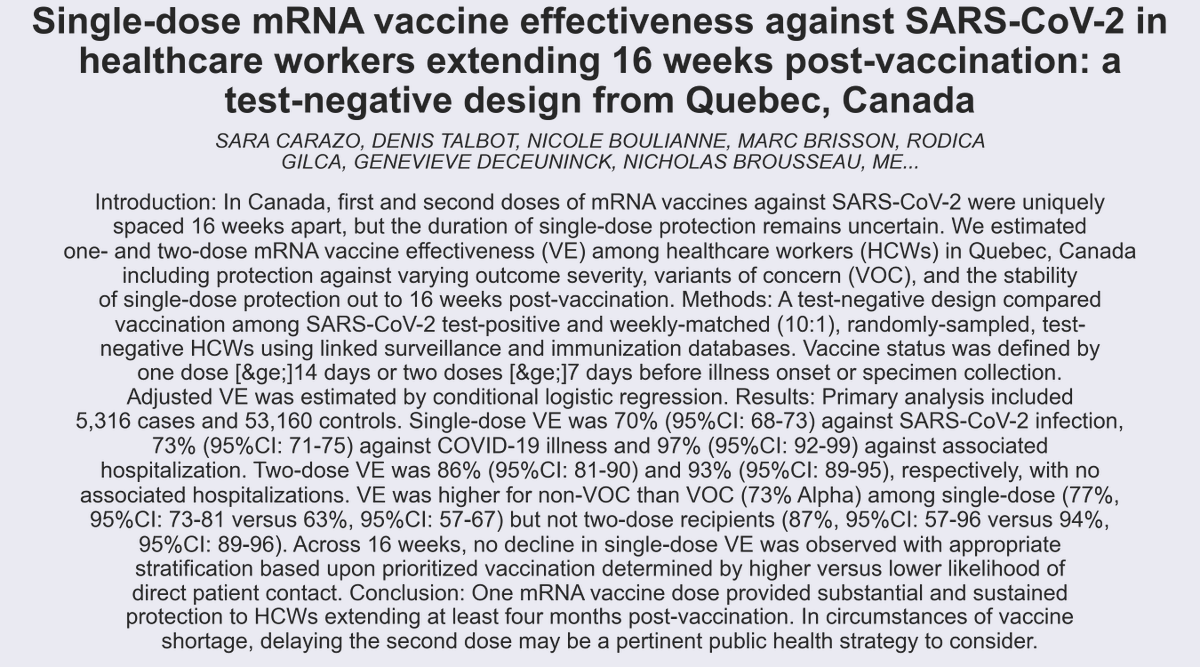 Single-dose mRNA vaccine effectiveness against SARS-CoV-2 in
healthcare workers extending 16 weeks post-vaccination: a
test-negative design from Quebec, Canada
SARA CARAZO, DENIS TALBOT, NICOLE BOULIANNE, MARC BRISSON, RODICA
GILCA, GENEVIEVE DECEUNINCK, NICHOLAS BROUSSEAU, ME...
Introduction: In Canada, first and second doses of mRNA vaccines against SARS-CoV-2 were uniquely
spaced 16 weeks apart, but the duration of single-dose protection remains uncertain. We estimated
one- and two-dose mRNA vaccine effectiveness (VE) among healthcare workers (HCWs) in Quebec, Canada
including protection against varying outcome severity, variants of concern (VOC), and the stability
of single-dose protection out to 16 weeks post-vaccination. Methods: A test-negative design compared
vaccination among SARS-CoV-2 test-positive and weekly-matched (10:1), randomly-sampled, test-
negative HCWs using linked surveillance and immunization databases. Vaccine status was defined by
one dose [&ge;]14 days or two doses [&ge;]7 days before illness onset or specimen collection.
Adjusted VE was estimated by conditional logistic regression. Results: Primary analysis included
5,316 cases and 53,160 controls. Single-dose VE was 70% (95%CI: 68-73) against SARS-CoV-2 infection,
73% (95%CI: 71-75) against COVID-19 illness and 97% (95%CI: 92-99) against associated
hospitalization. Two-dose VE was 86% (95%CI: 81-90) and 93% (95%CI: 89-95), respectively, with no
associated hospitalizations. VE was higher for non-VOC than VOC (73% Alpha) among single-dose (77%,
95%CI: 73-81 versus 63%, 95%CI: 57-67) but not two-dose recipients (87%, 95%CI: 57-96 versus 94%,
95%CI: 89-96). Across 16 weeks, no decline in single-dose VE was observed with appropriate
stratification based upon prioritized vaccination determined by higher versus lower likelihood of
direct patient contact. Conclusion: One mRNA vaccine dose provided substantial and sustained
protection to HCWs extending at least four months post-vaccination. In circumstances of vaccine
shortage, delaying the second dose may be a pertinent public health strategy to consider.